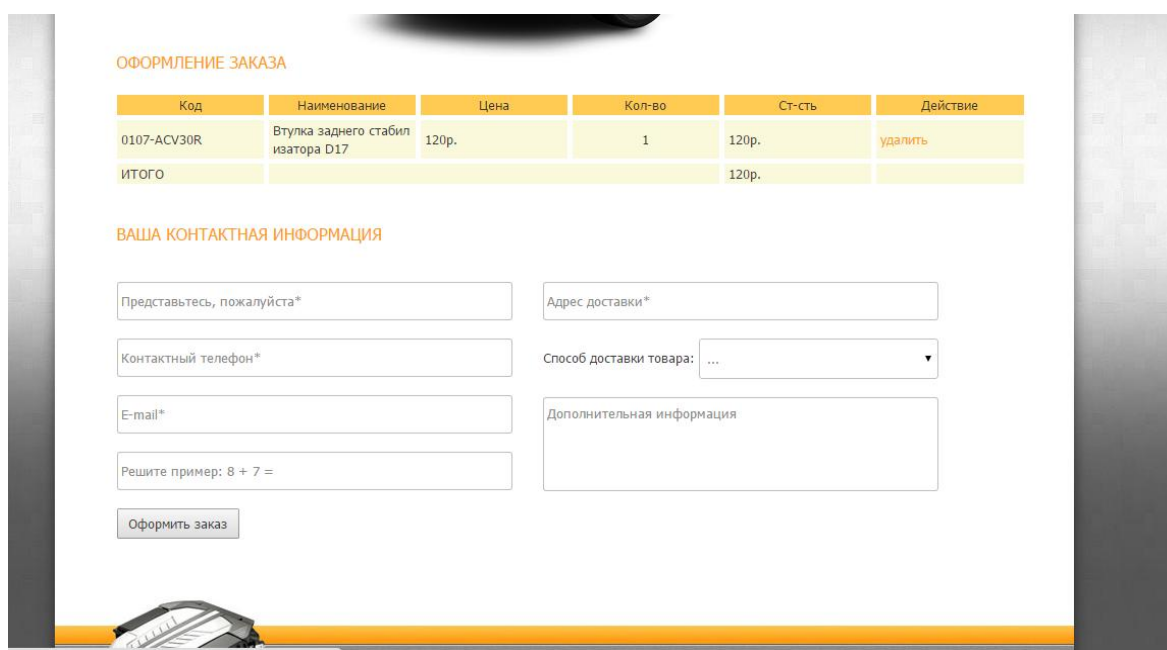 ОФОРМЛЕНИЕ ЗАКАЗА
Код Наименование Цена Кол-во Ст-сть Действие
0107-ACV30R Втулка заднего стабил 120р. 1 120р. удалить
изатора D17
ИТОГО 120р.
ВАША КОНТАКТНАЯ ИНФОРМАЦИЯ
Представьтесь, пожалуйста* Адрес доставки*
Контактный телефон* Способ доставки товара: ...
E-mail* Дополнительная информация
Решите пример: 8 + 7 =
Оформить заказ